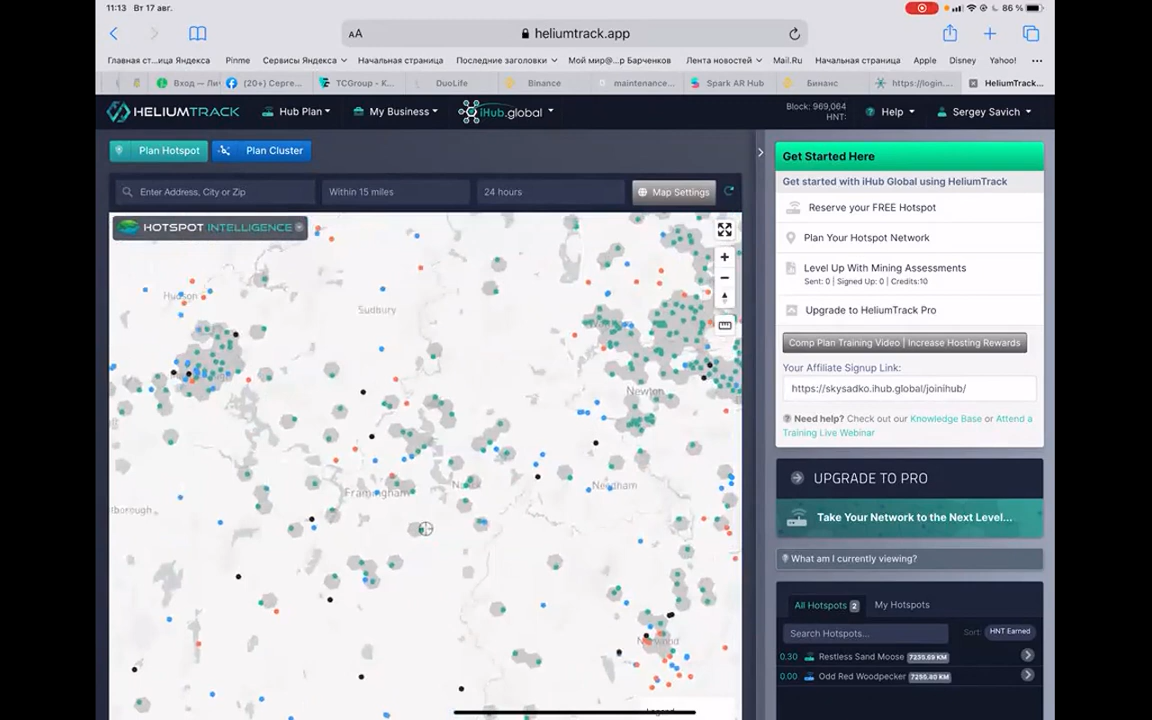 11:13 Вт 17 авг.
86 %
AA
heliumtrack.app
Главная ст...ица Яндекса
Pinme
Сервисы Яндекса
Начальная страница
Последние заголовки
Мой мир@...р Барченков
Лента новостей
Mail.Ru
Начальная страница
Apple
Disney
Yahoo!
Вход — Ли
(20+) Серге...
TCGroup - K...
DuoLife
Binance
maintenance...
Spark AR Hub
Бинанс
https://login....
HeliumTrack...
HELIUMTRACK
Hub Plan
My Business
iHub.global
Block: 969,064
HNT:
Help
Sergey Savich
Plan Hotspot
Plan Cluster
Enter Address, City or Zip
Within 15 miles
24 hours
Map Settings
HOTSPOT INTELLIGENCE
Hudson
Sudbury
Newton
Framingham
Needham
lborough
Get Started Here
Get started with iHub Global using HeliumTrack
Reserve your FREE Hotspot
Plan Your Hotspot Network
Level Up With Mining Assessments
Sent: 0 | Signed Up: 0 | Credits:10
Upgrade to HeliumTrack Pro
Comp Plan Training Video | Increase Hosting Rewards
Your Affiliate Signup Link:
https://skysadko.ihub.global/joinihub/
Need help? Check out our Knowledge Base or Attend a
Training Live Webinar
UPGRADE TO PRO
Take Your Network to the Next Level...
What am I currently viewing?
All Hotspots 2
My Hotspots
Search Hotspots...
Sort:
HNT Earned
0.30 Restless Sand Moose 7235.69 KM
0.00 Odd Red Woodpecker 7255.40 KM